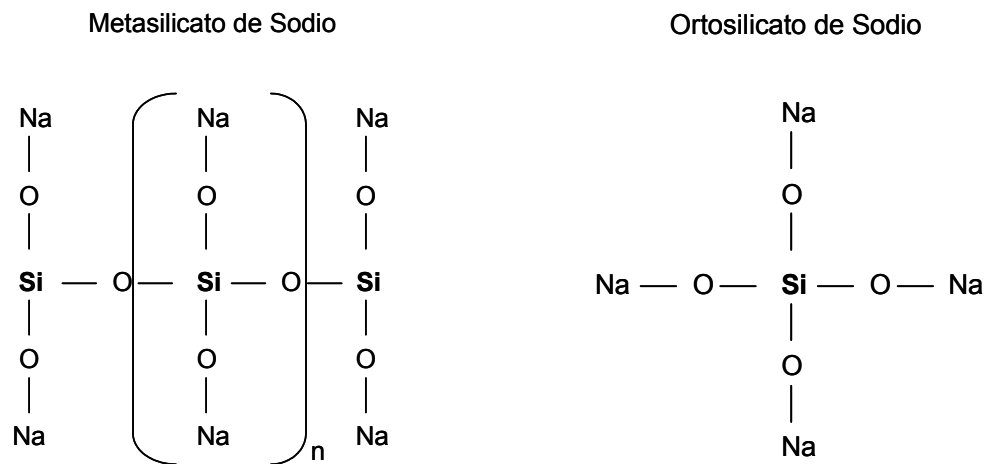 Metasilicato de Sodio Ortosilicato de Sodio
Na Na Na Na
O O O O
Si O Si O Si Na O Si O Na
O O O O
Na Na Na Na
n